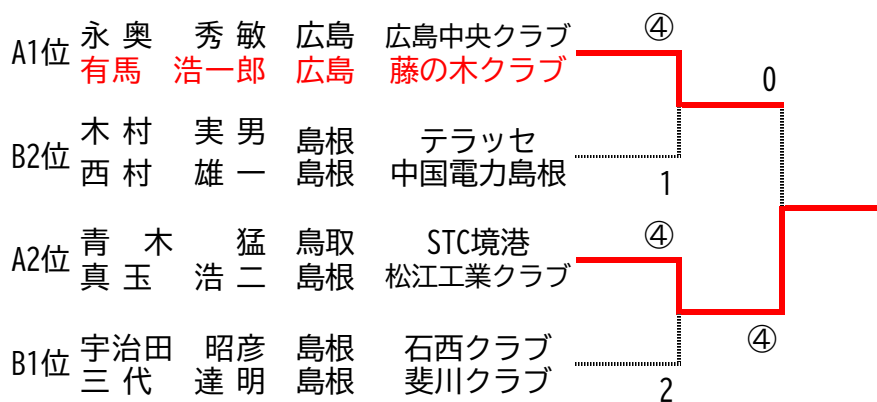 A1位 永奥 秀敏 広島 広島中央クラブ ④
有馬 浩一郎 広島 藤の木クラブ
0
B2位 木村 実男 島根 テラッセ
西村 雄一 島根 中国電力島根
1
A2位 青木 猛 鳥取 STC境港 ④
真玉 浩二 島根 松江工業クラブ
④
B1位 宇治田 昭彦 島根 石西クラブ
三代 達明 島根 斐川クラブ
2